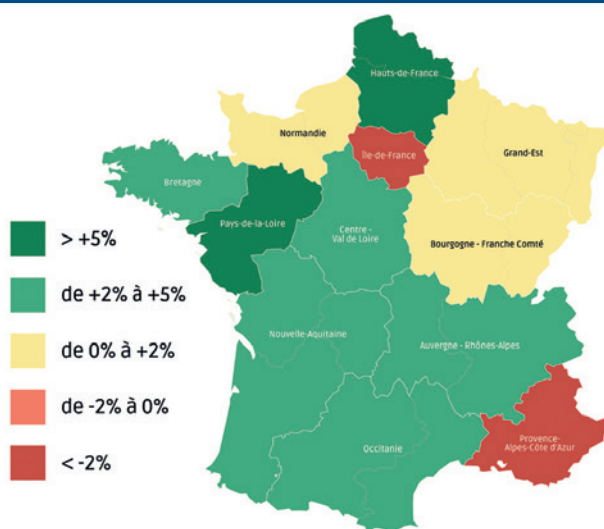 Hauts-de-France
Normandie
Île-de-France
Grand-Est
Bretagne
Pays-de-la-Loire
Centre -
Val de Loire
Bourgogne - Franche Comté
Nouvelle-Aquitaine
Auvergne - Rhônes-Alpes
Occitanie
Provence-
Alpes-Côte d'Azur
> +5%
de +2% à +5%
de 0% à +2%
de -2% à 0%
< -2%